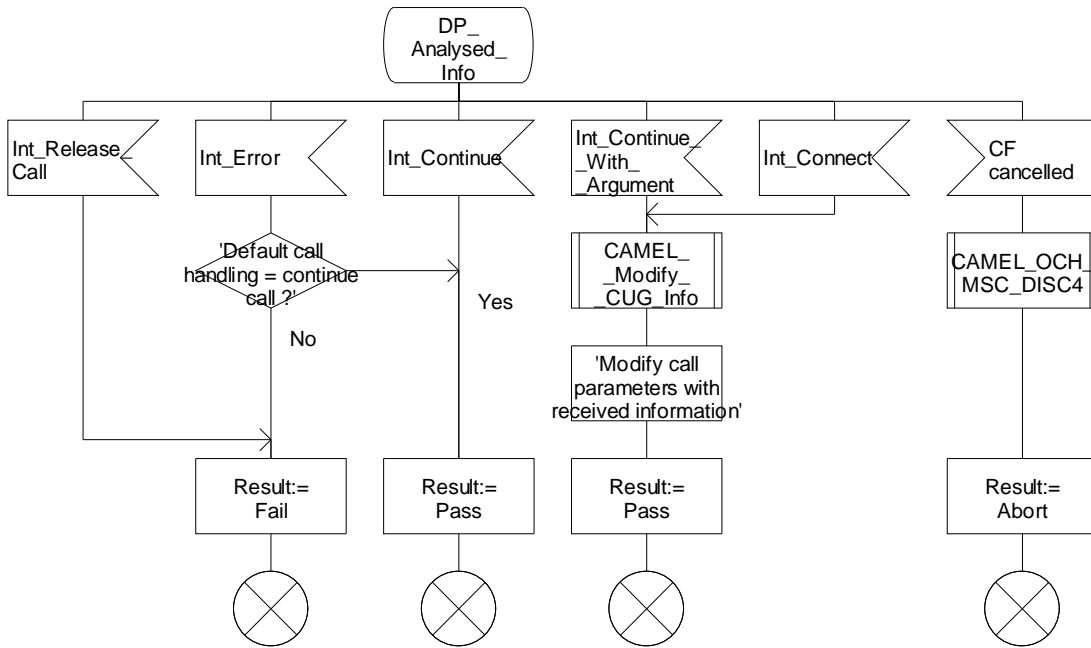 DP_
Analysed_
Info
Int_Release_
Call
Int_Error
Int_Continue
Int_Continue_
_With_
_Argument
Int_Connect
CF
cancelled
'Default call
handling = continue
call ?'
CAMEL_
_Modify_
_CUG_Info
CAMEL_OCH_
MSC_DISC4
Yes
No
'Modify call
parameters with
received information'
Result:=
Fail
Result:=
Pass
Result:=
Pass
Result:=
Abort